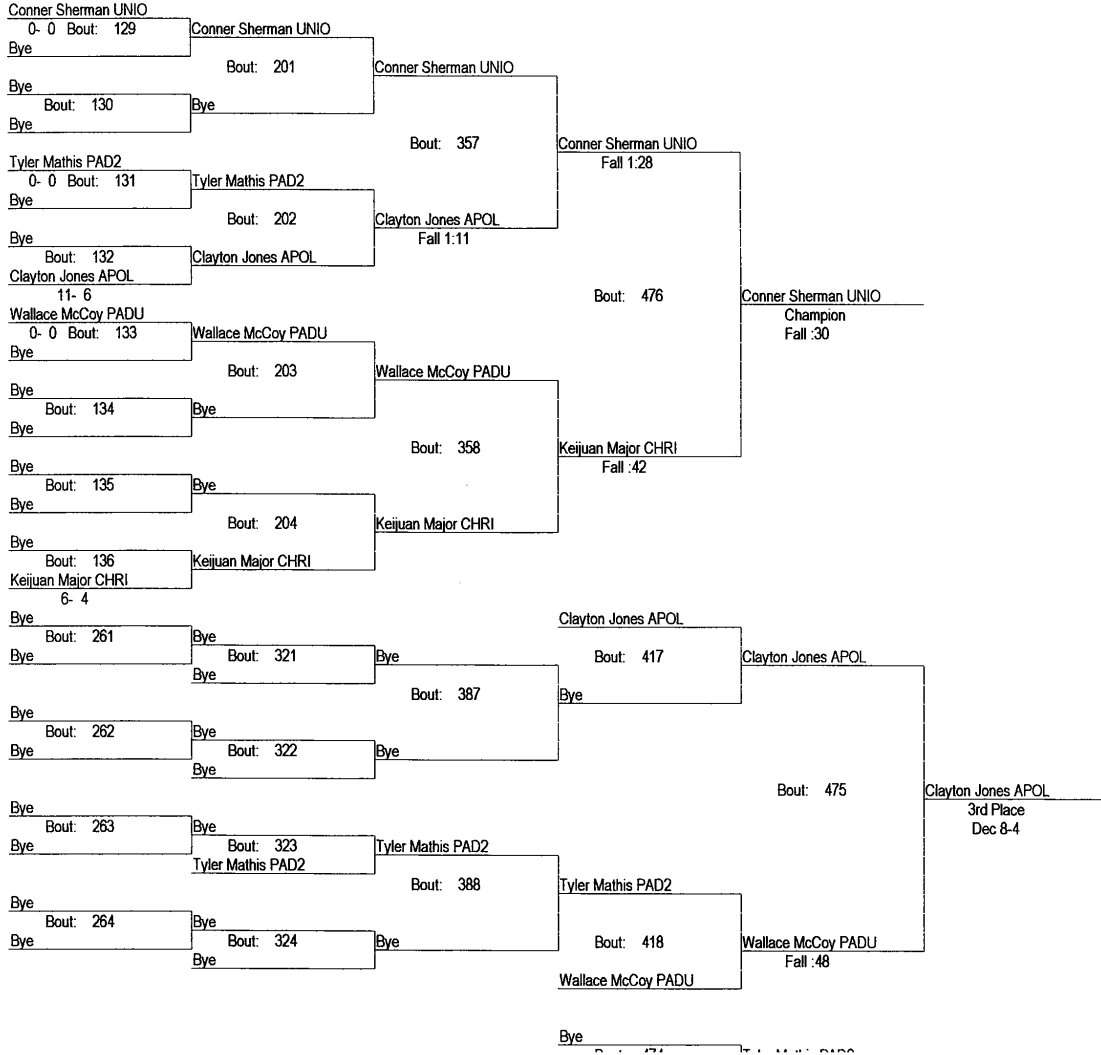 Conner Sherman UNIO
0- 0 Bout: 129
Bye
Conner Sherman UNIO
Bout: 201
Bye
Bout: 130
Bye
Bye
Conner Sherman UNIO
Bout: 357
Tyler Mathis PAD2
0- 0 Bout: 131
Bye
Tyler Mathis PAD2
Bout: 202
Bye
Bout: 132
Clayton Jones APOL
11- 6
Clayton Jones APOL
Clayton Jones APOL
Fall 1:11
Conner Sherman UNIO
Fall 1:28
Bout: 476
Conner Sherman UNIO
Champion
Fall :30
Wallace McCoy PADU
0- 0 Bout: 133
Bye
Wallace McCoy PADU
Bout: 203
Bye
Bout: 134
Bye
Bye
Wallace McCoy PADU
Bout: 358
Bye
Bout: 135
Bye
Bye
Bout: 204
Bye
Bout: 136
Keijuan Major CHRI
6- 4
Keijuan Major CHRI
Keijuan Major CHRI
Keijuan Major CHRI
Fall :42
Bye
Bout: 261
Bye
Bye
Bout: 321
Bye
Bye
Bout: 387
Bye
Bout: 262
Bye
Bye
Bout: 322
Bye
Bye
Clayton Jones APOL
Bout: 417
Bye
Clayton Jones APOL
Bout: 475
Clayton Jones APOL
3rd Place
Dec 8-4
Bye
Bout: 263
Bye
Bye
Bout: 323
Tyler Mathis PAD2
Tyler Mathis PAD2
Bout: 388
Bye
Bout: 264
Bye
Bye
Bout: 324
Bye
Bye
Tyler Mathis PAD2
Bout: 418
Wallace McCoy PADU
Wallace McCoy PADU
Fall :48
Bye